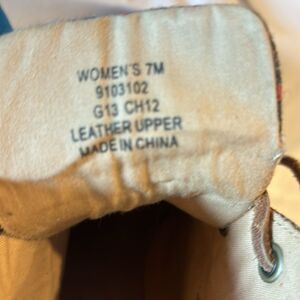 WOMEN'S 7M
9103102
G13 CH12
LEATHER UPPER
MADE IN CHINA